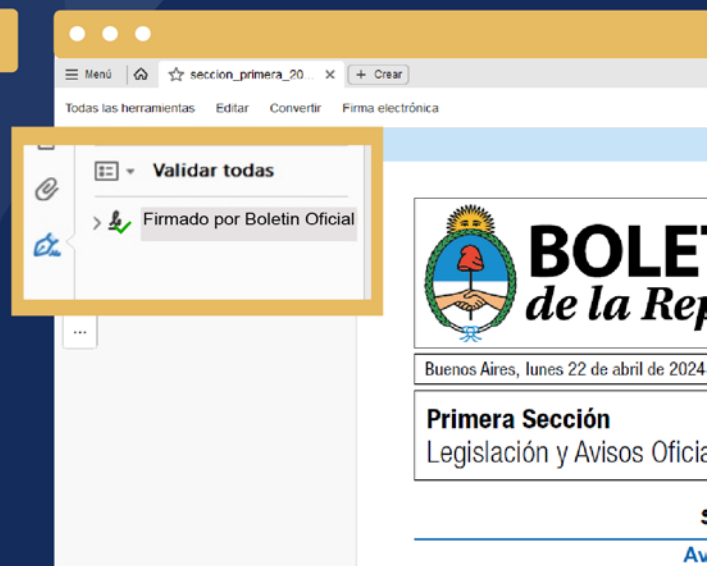 Menú
seccion_primera_20...
Crear
Todas las herramientas Editar Convertir Firma electrónica
Validar todas
Firmado por Boletin Oficial
...
BOLET
de la Rep
Buenos Aires, lunes 22 de abril de 2024
Primera Sección
Legislación y Avisos Oficia
Av